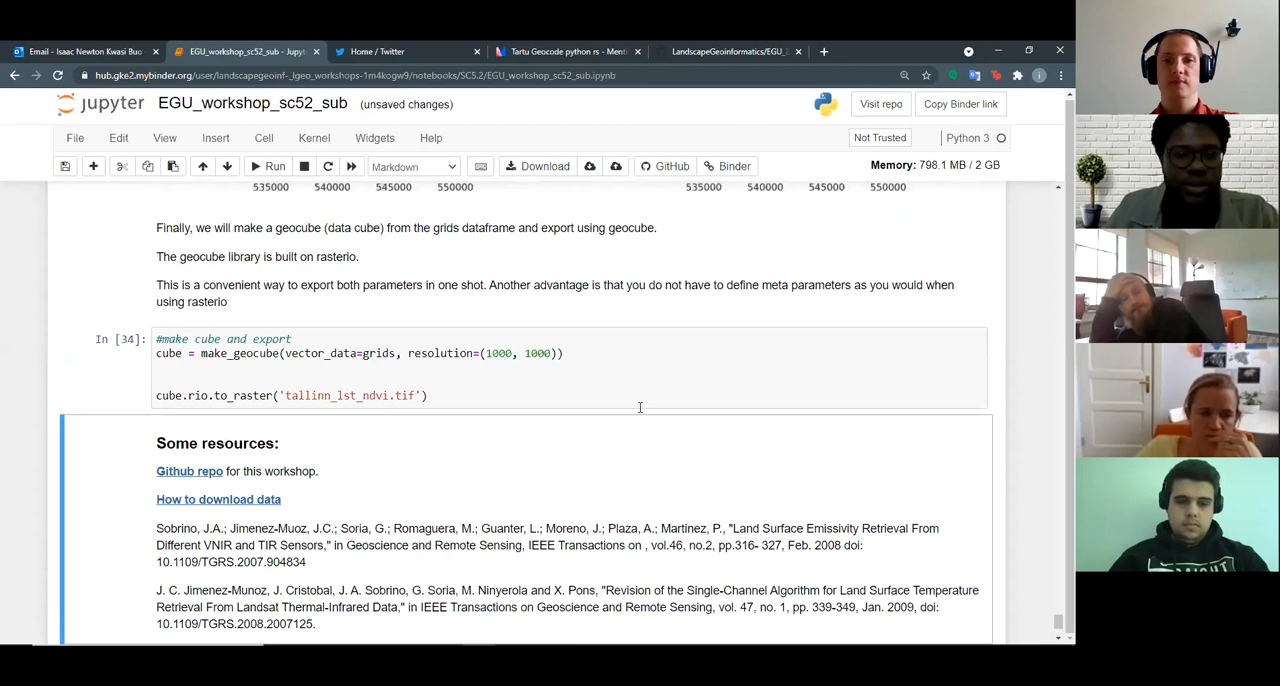 Email - Isaac Newton Kwasi Buo -
EGU_workshop_sc52_sub - Jupyt
Home / Twitter
Tartu Geocode python rs - Menti
LandscapeGeoinformatics/EGU_2
hub.gke2.mybinder.org/user/landscapegeoinf-_lgeo_workshops-1m4kogw9/notebooks/SC5.2/EGU_workshop_sc52_sub.ipynb
jupyter EGU_workshop_sc52_sub (unsaved changes)
Visit repo
Copy Binder link
File Edit View Insert Cell Kernel Widgets Help
Not Trusted
Python 3
Run
Markdown
Download
GitHub
Binder
Memory: 798.1 MB / 2 GB
535000 540000 545000 550000 535000 540000 545000 550000
Finally, we will make a geocube (data cube) from the grids dataframe and export using geocube.
The geocube library is built on rasterio.
This is a convenient way to export both parameters in one shot. Another advantage is that you do not have to define meta parameters as you would when
using rasterio
In [34]: #make cube and export
cube = make_geocube(vector_data=grids, resolution=(1000, 1000))
cube.rio.to_raster('tallinn_lst_ndvi.tif')
Some resources:
Github repo for this workshop.
How to download data
Sobrino, J.A.; Jimenez-Muoz, J.C.; Soria, G.; Romaguera, M.; Guanter, L.; Moreno, J.; Plaza, A.; Martinez, P., "Land Surface Emissivity Retrieval From
Different VNIR and TIR Sensors," in Geoscience and Remote Sensing, IEEE Transactions on , vol.46, no.2, pp.316- 327, Feb. 2008 doi:
10.1109/TGRS.2007.904834
J. C. Jimenez-Munoz, J. Cristobal, J. A. Sobrino, G. Soria, M. Ninyerola and X. Pons, "Revision of the Single-Channel Algorithm for Land Surface Temperature
Retrieval From Landsat Thermal-Infrared Data," in IEEE Transactions on Geoscience and Remote Sensing, vol. 47, no. 1, pp. 339-349, Jan. 2009, doi:
10.1109/TGRS.2008.2007125.